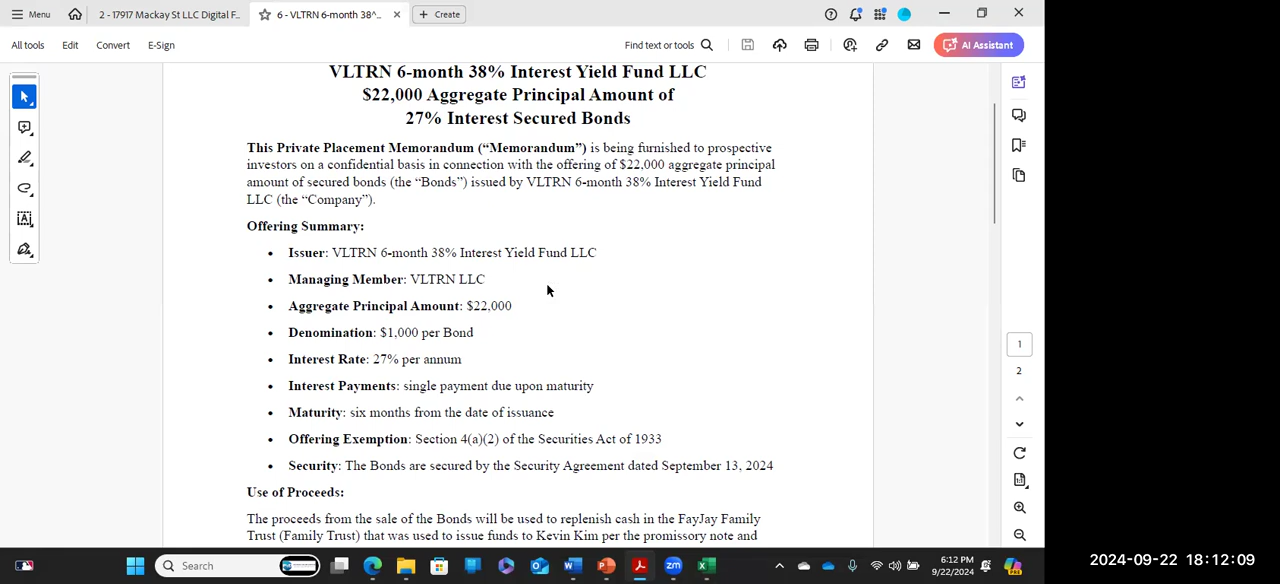 Menu
2 - 17917 Mackay St LLC Digital F...
6 - VLTRN 6-month 38^...
Create
All tools
Edit
Convert
E-Sign
Find text or tools
AI Assistant
VLTRN 6-month 38% Interest Yield Fund LLC
$22,000 Aggregate Principal Amount of
27% Interest Secured Bonds
This Private Placement Memorandum (“Memorandum”) is being furnished to prospective
investors on a confidential basis in connection with the offering of $22,000 aggregate principal
amount of secured bonds (the “Bonds”) issued by VLTRN 6-month 38% Interest Yield Fund
LLC (the “Company”).
Offering Summary:
• Issuer: VLTRN 6-month 38% Interest Yield Fund LLC
• Managing Member: VLTRN LLC
• Aggregate Principal Amount: $22,000
• Denomination: $1,000 per Bond
• Interest Rate: 27% per annum
• Interest Payments: single payment due upon maturity
• Maturity: six months from the date of issuance
• Offering Exemption: Section 4(a)(2) of the Securities Act of 1933
• Security: The Bonds are secured by the Security Agreement dated September 13, 2024
Use of Proceeds:
The proceeds from the sale of the Bonds will be used to replenish cash in the FayJay Family
Trust (Family Trust) that was used to issue funds to Kevin Kim per the promissory note and
1
2
Search
6:12 PM
9/22/2024
2024-09-22 18:12:09